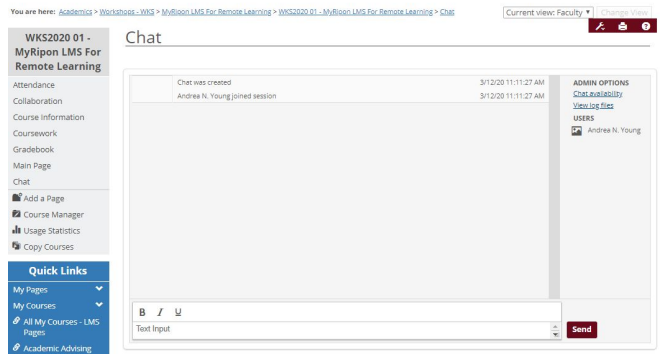 You are here: Academics > Workshops - WKS > MyRipon LMS For Remote Learning > WKS2020 01 - MyRipon LMS For Remote Learning > Chat
Current view: Faculty
Change View
WKS2020 01 -
MyRipon LMS For
Remote Learning
Attendance
Collaboration
Course Information
Coursework
Gradebook
Main Page
Chat
Add a Page
Course Manager
Usage Statistics
Copy Courses
Quick Links
My Pages
My Courses
All My Courses - LMS
Pages
Academic Advising
Chat
Chat was created 3/12/20 11:11:27 AM
Andrea N. Young joined session 3/12/20 11:11:27 AM
ADMIN OPTIONS
Chat availability
View log files
USERS
Andrea N. Young
B I U
Text Input
Send